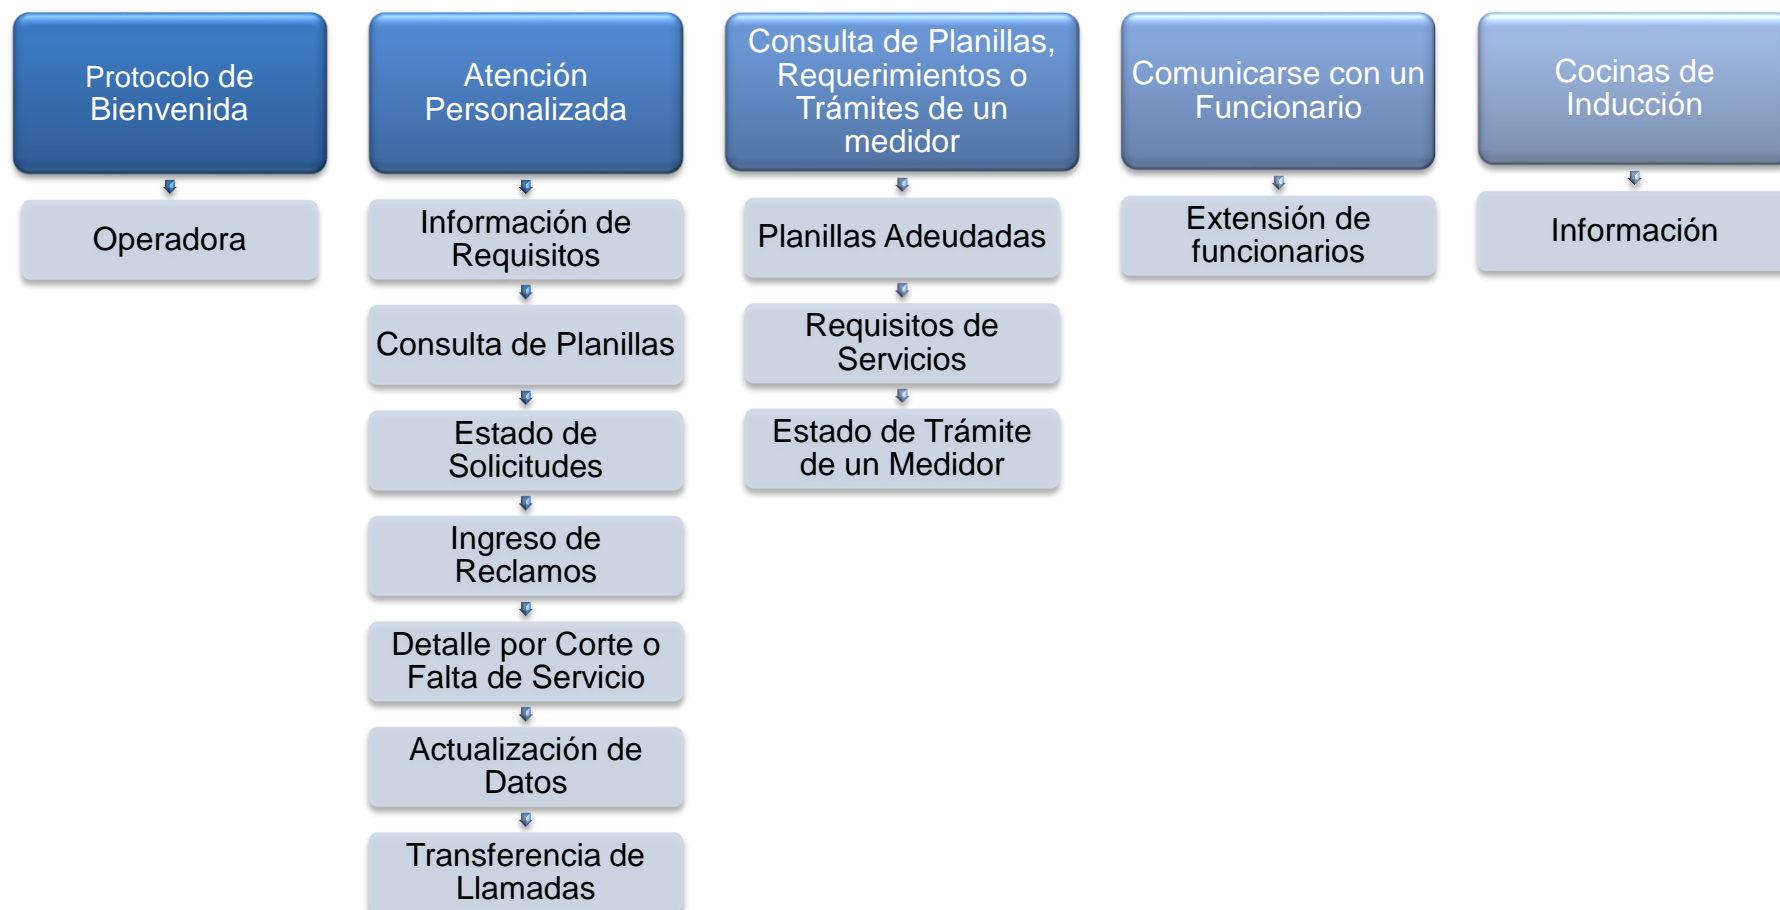 Protocolo de
Bienvenida
Operadora
Atención
Personalizada
Información de
Requisitos
Consulta de Planillas
Estado de
Solicitudes
Ingreso de
Reclamos
Detalle por Corte o
Falta de Servicio
Actualización de
Datos
Transferencia de
Llamadas
Consulta de Planillas,
Requerimientos o
Trámites de un
medidor
Planillas Adeudadas
Requisitos de
Servicios
Estado de Trámite
de un Medidor
Comunicarse con un
Funcionario
Extensión de
funcionarios
Cocinas de
Inducción
Información